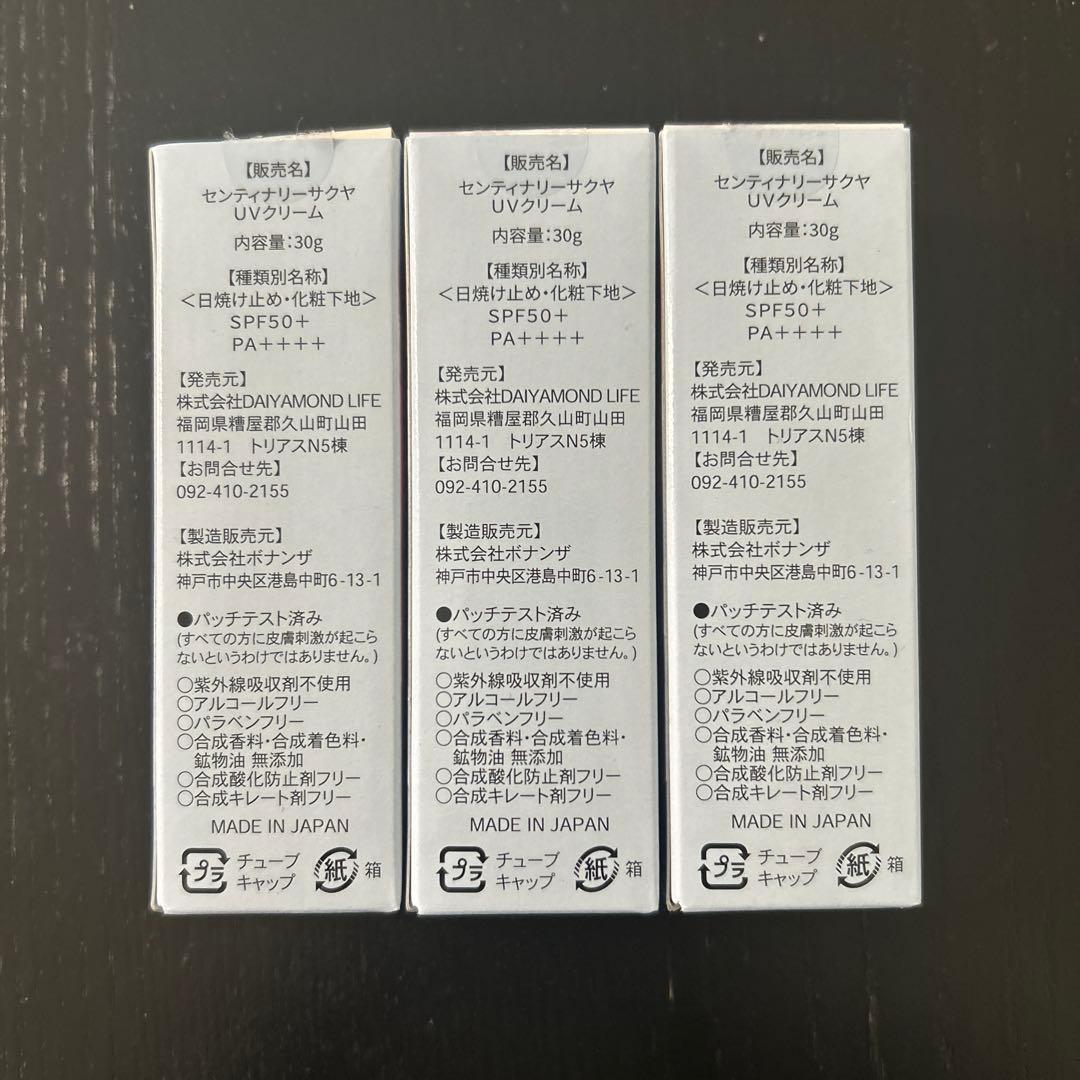 【販売名】
センティナリーサクヤ
UVクリーム
内容量:30g
【種類別名称】
<日焼け止め・化粧下地>
SPF50+
PA++++
【発売元】
株式会社DAIYAMOND LIFE
福岡県糟屋郡久山町山田
1114-1 トリアスN5棟
【お問合せ先】
092-410-2155
【製造販売元】
株式会社ボナンザ
神戸市中央区港島中町6-13-1
●パッチテスト済み
(すべての方に皮膚刺激が起こら
ないというわけではありません。)
○紫外線吸収剤不使用
○アルコールフリー
○パラベンフリー
○合成香料・合成着色料・
鉱物油 無添加
○合成酸化防止剤フリー
○合成キレート剤フリー
MADE IN JAPAN
プラ チューブ
キャップ 紙 箱
【販売名】
センティナリーサクヤ
UVクリーム
内容量:30g
【種類別名称】
<日焼け止め・化粧下地>
SPF50+
PA++++
【発売元】
株式会社DAIYAMOND LIFE
福岡県糟屋郡久山町山田
1114-1 トリアスN5棟
【お問合せ先】
092-410-2155
【製造販売元】
株式会社ボナンザ
神戸市中央区港島中町6-13-1
●パッチテスト済み
(すべての方に皮膚刺激が起こら
ないというわけではありません。)
○紫外線吸収剤不使用
○アルコールフリー
○パラベンフリー
○合成香料・合成着色料・
鉱物油 無添加
○合成酸化防止剤フリー
○合成キレート剤フリー
MADE IN JAPAN
プラ チューブ
キャップ 紙 箱
【販売名】
センティナリーサクヤ
UVクリーム
内容量:30g
【種類別名称】
<日焼け止め・化粧下地>
SPF50+
PA++++
【発売元】
株式会社DAIYAMOND LIFE
福岡県糟屋郡久山町山田
1114-1 トリアスN5棟
【お問合せ先】
092-410-2155
【製造販売元】
株式会社ボナンザ
神戸市中央区港島中町6-13-1
●パッチテスト済み
(すべての方に皮膚刺激が起こら
ないというわけではありません。)
○紫外線吸収剤不使用
○アルコールフリー
○パラベンフリー
○合成香料・合成着色料・
鉱物油 無添加
○合成酸化防止剤フリー
○合成キレート剤フリー
MADE IN JAPAN
プラ チューブ
キャップ 紙 箱